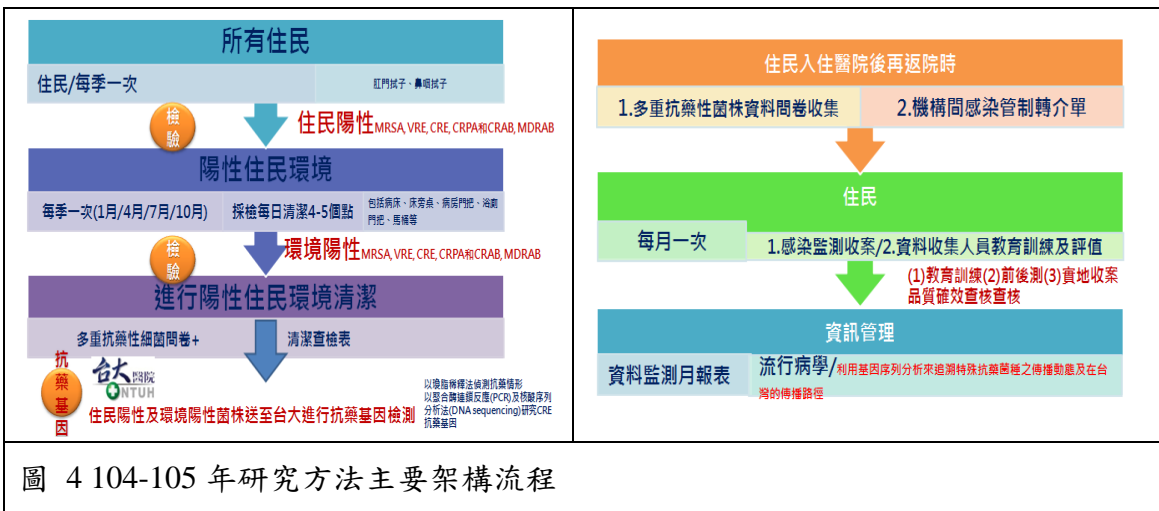 所有住民
住民/每季一次
肛門拭子、鼻咽拭子
檢驗
住民陽性MRSA, VRE, CRE, CRPA和CRAB, MDRAB
陽性住民環境
每季一次(1月/4月/7月/10月)
採檢每日清潔4-5個點
包括病床、床旁桌、病房門把、浴廁
門把、馬桶等
檢驗
環境陽性MRSA, VRE, CRE, CRPA和CRAB, MDRAB
進行陽性住民環境清潔
多重抗藥性細菌問卷+
清潔查檢表
抗藥基因
台大醫院
NTUH
住民陽性及環境陽性菌株送至台大進行抗藥基因檢測
以瓊脂稀釋法偵測抗藥情形
以聚合酶鏈鎖反應(PCR)及核酸序列
分析法(DNA sequencing)研究CRE
抗藥基因
住民入住醫院後再返院時
1.多重抗藥性菌株資料問卷收集
2.機構間感染管制轉介單
住民
每月一次
1.感染監測收案/2.資料收集人員教育訓練及評值
(1)教育訓練(2)前後測(3)實地收案
品質確效查核查核
資訊管理
資料監測月報表
流行病學/利用基因序列分析來追溯特殊抗藥菌種之傳播動態及在台
灣的傳播路徑
圖 4 104-105 年研究方法主要架構流程